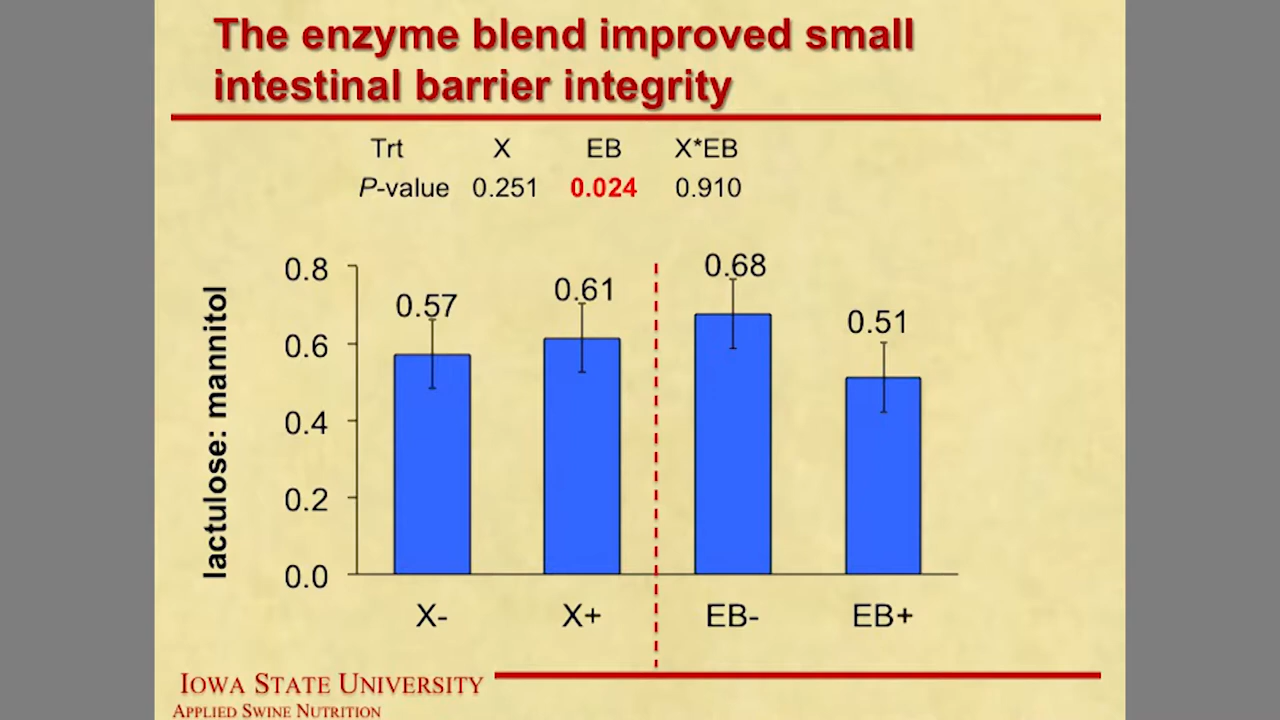 The enzyme blend improved small
intestinal barrier integrity
Trt X EB X*EB
P-value 0.251 0.024 0.910
lactulose: mannitol
0.8
0.6
0.4
0.2
0.0
0.57
0.61
0.68
0.51
X- X+ EB- EB+
IOWA STATE UNIVERSITY
APPLIED SWINE NUTRITION